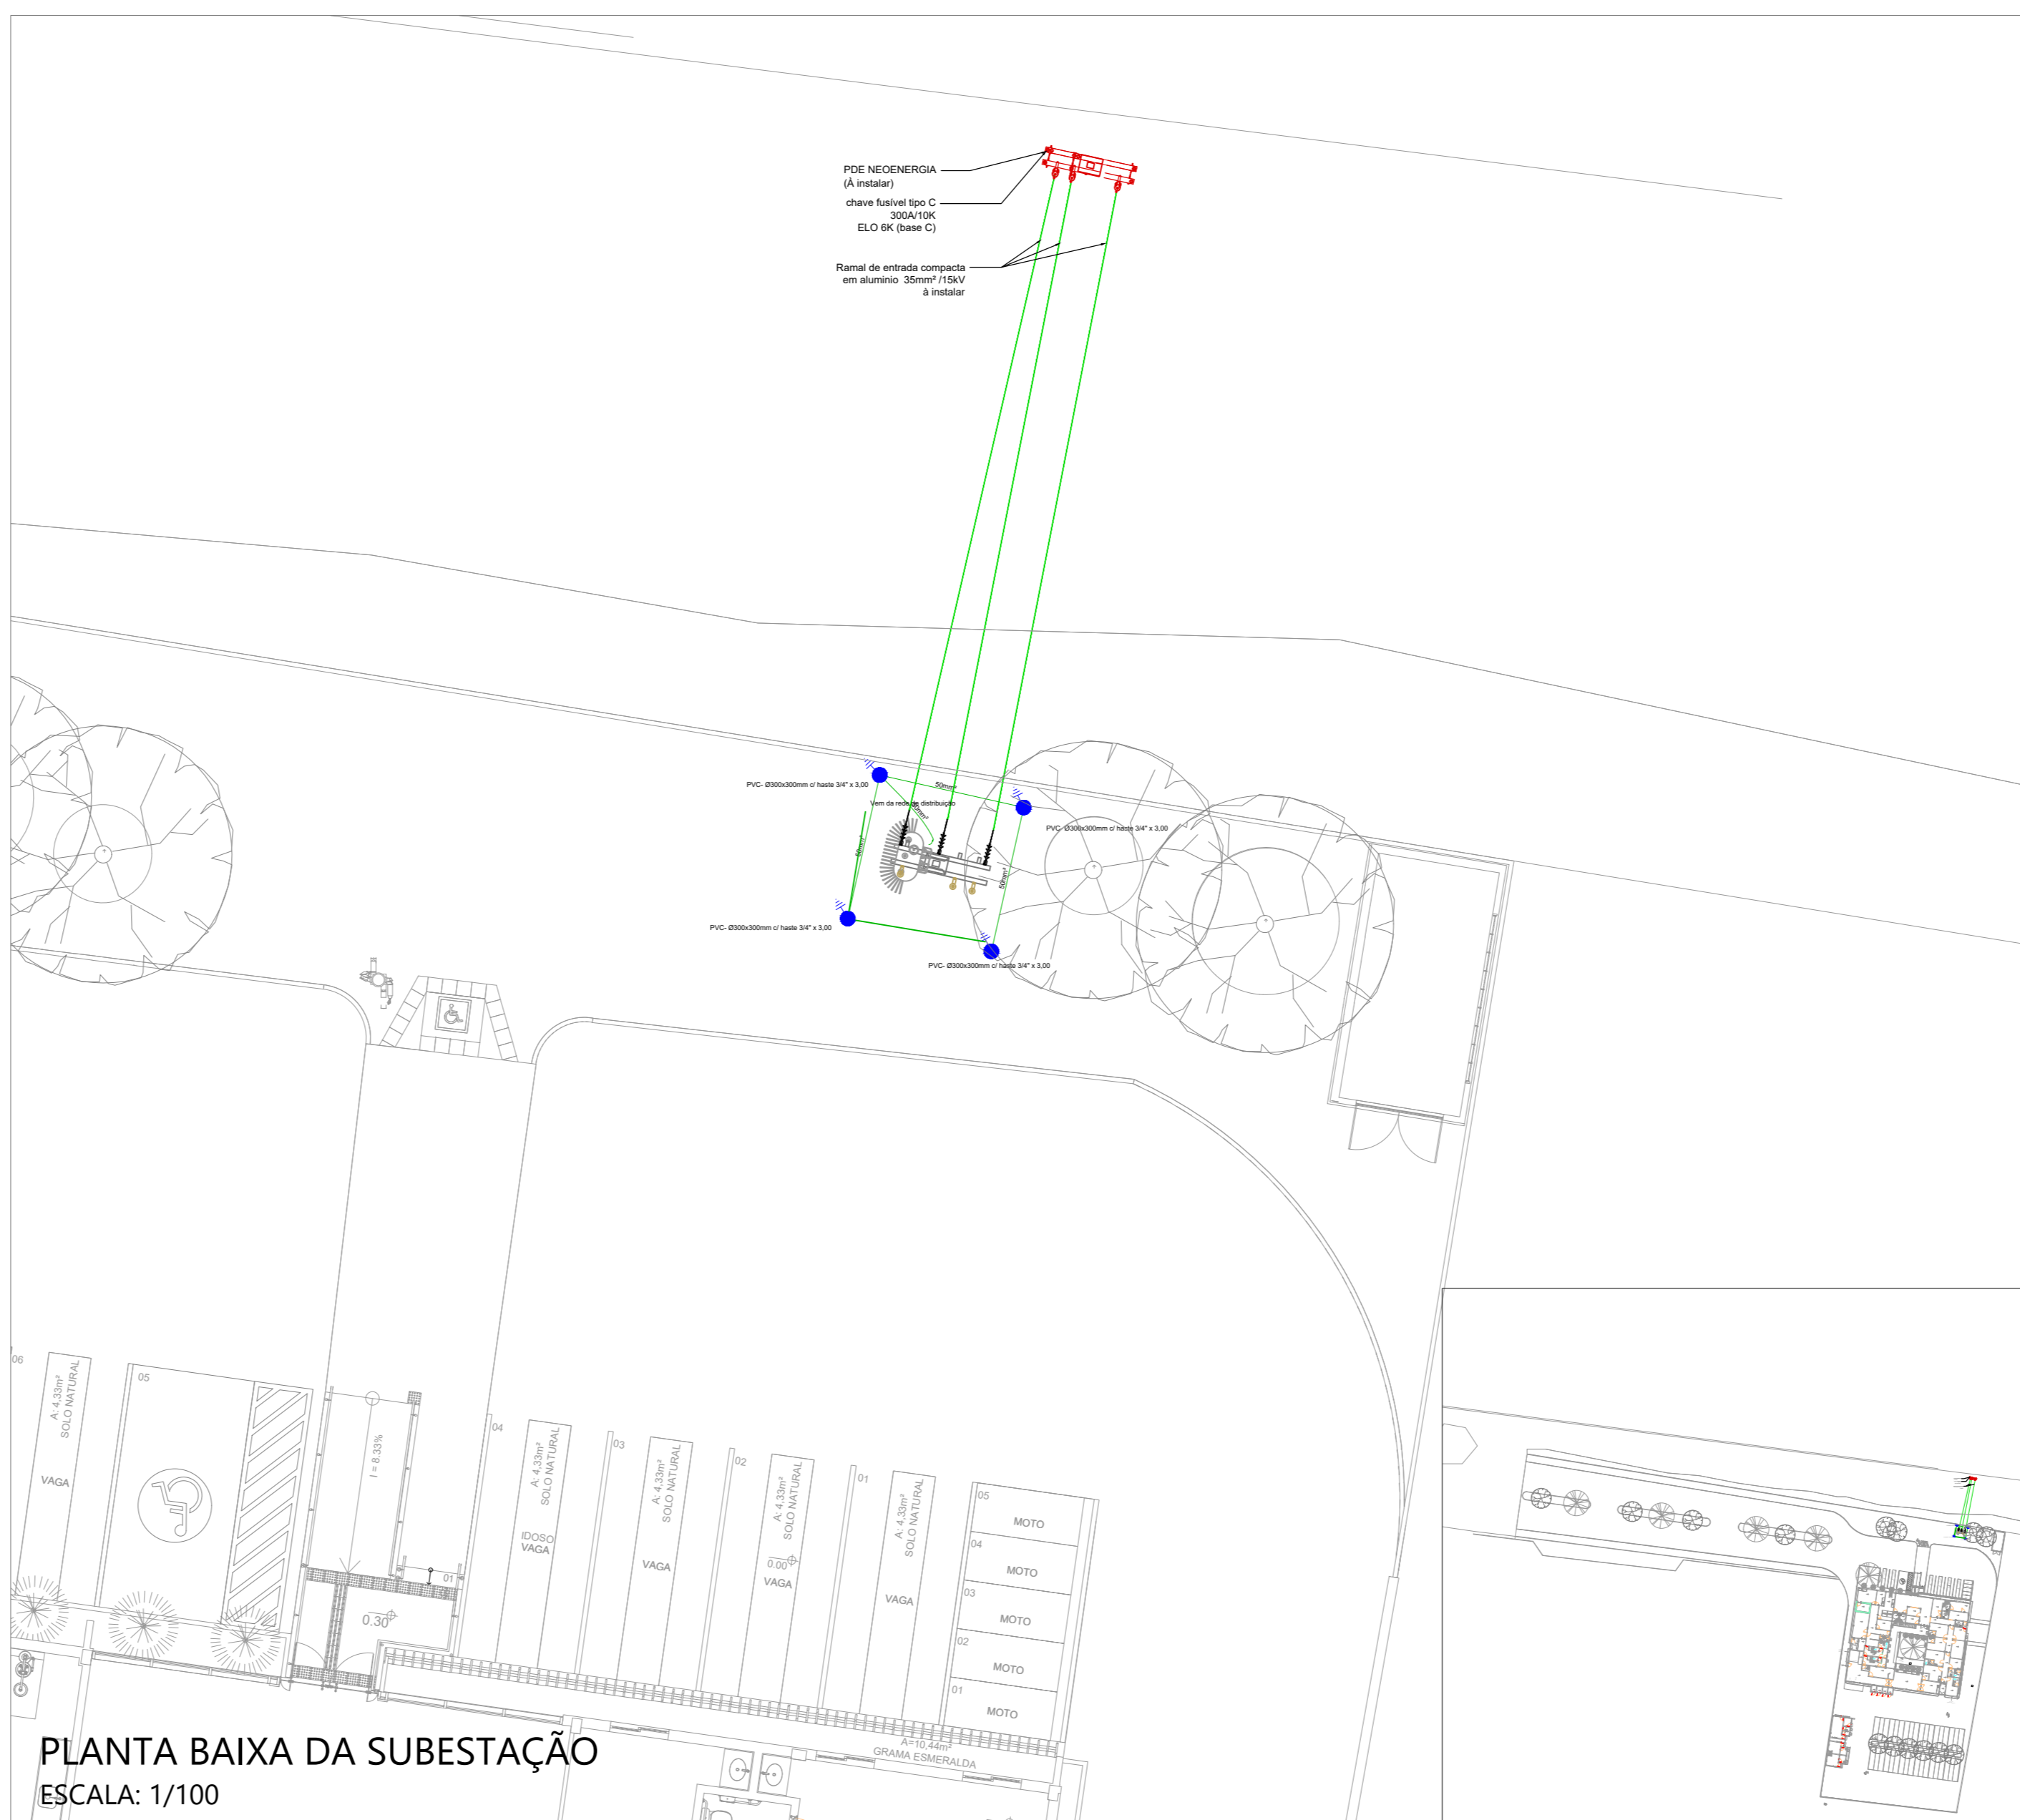 PDE NEOENERGIA
(À instalar)
chave fusível tipo C
300A/10K
ELO 6K (base C)
Ramal de entrada compacta
em aluminio 35mm² /15kV
à instalar
PVC- Ø300x300mm c/ haste 3/4" x 3,00
50mm²
Vem da rede de distribuição
50mm²
PVC- Ø300x300mm c/ haste 3/4" x 3,00
50mm²
50mm²
PVC- Ø300x300mm c/ haste 3/4" x 3,00
PVC- Ø300x300mm c/ haste 3/4" x 3,00
06
A: 4,33m²
SOLO NATURAL
VAGA
05
I = 8.33%
01
0.30
04
A: 4,33m²
SOLO NATURAL
IDOSO
VAGA
03
A: 4,33m²
SOLO NATURAL
VAGA
02
A: 4,33m²
SOLO NATURAL
0.00
VAGA
01
A: 4,33m²
SOLO NATURAL
VAGA
05
MOTO
04
MOTO
03
MOTO
02
MOTO
01
MOTO
A=10,44m²
GRAMA ESMERALDA
PLANTA BAIXA DA SUBESTAÇÃO
ESCALA: 1/100